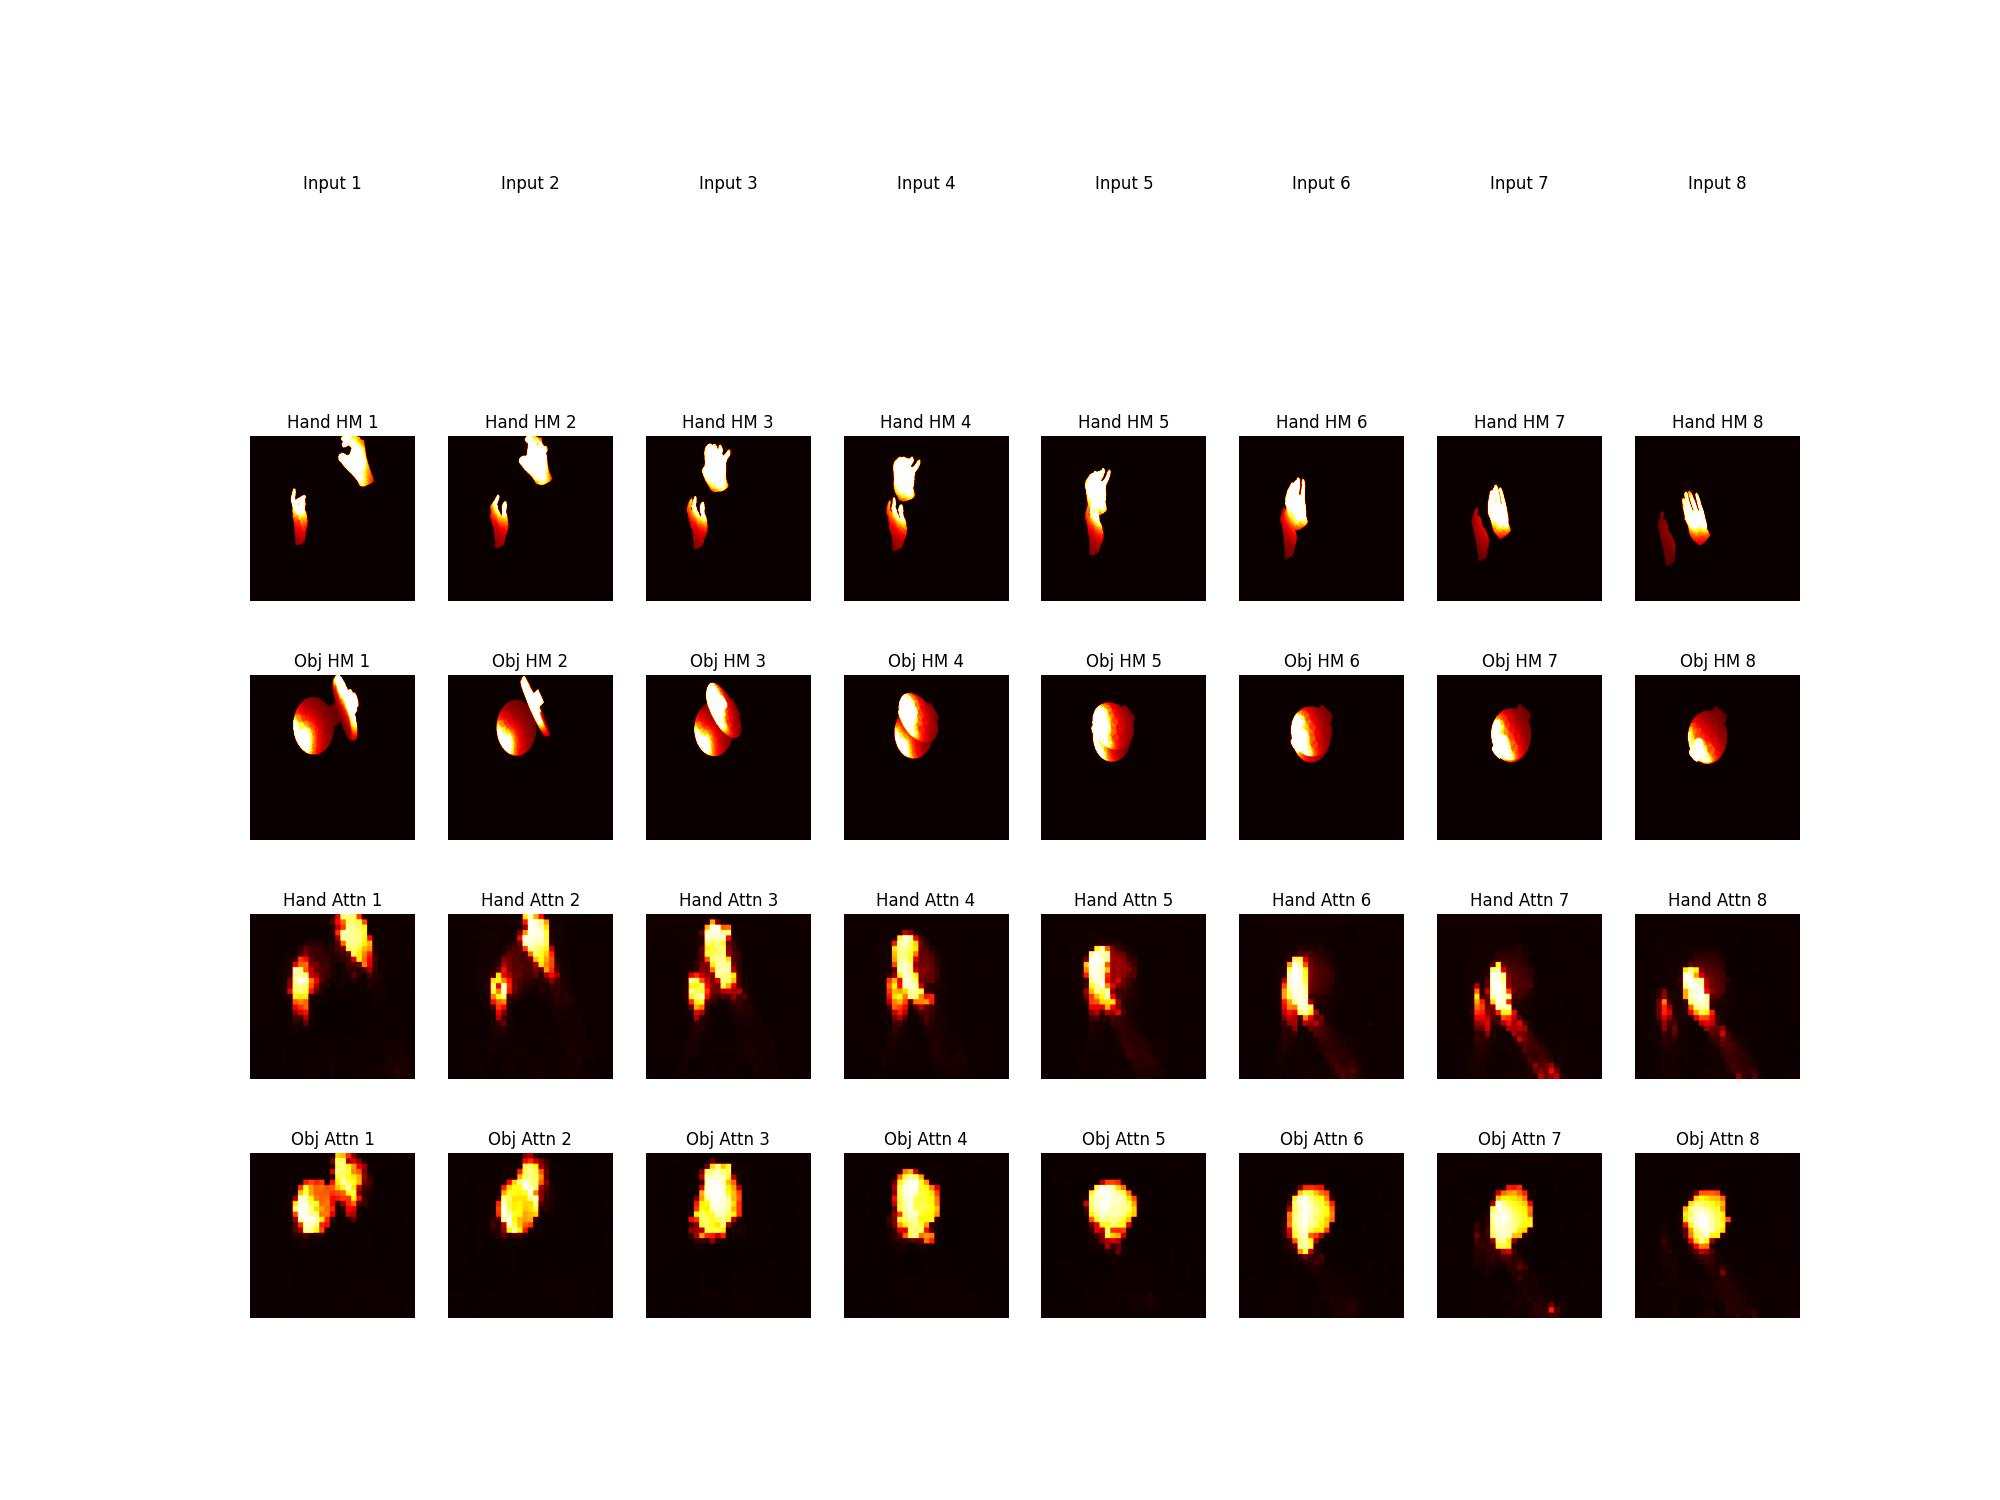 Input 1 Input 2 Input 3 Input 4 Input 5 Input 6 Input 7 Input 8
Hand HM 1 Hand HM 2 Hand HM 3 Hand HM 4 Hand HM 5 Hand HM 6 Hand HM 7 Hand HM 8
Obj HM 1 Obj HM 2 Obj HM 3 Obj HM 4 Obj HM 5 Obj HM 6 Obj HM 7 Obj HM 8
Hand Attn 1 Hand Attn 2 Hand Attn 3 Hand Attn 4 Hand Attn 5 Hand Attn 6 Hand Attn 7 Hand Attn 8
Obj Attn 1 Obj Attn 2 Obj Attn 3 Obj Attn 4 Obj Attn 5 Obj Attn 6 Obj Attn 7 Obj Attn 8